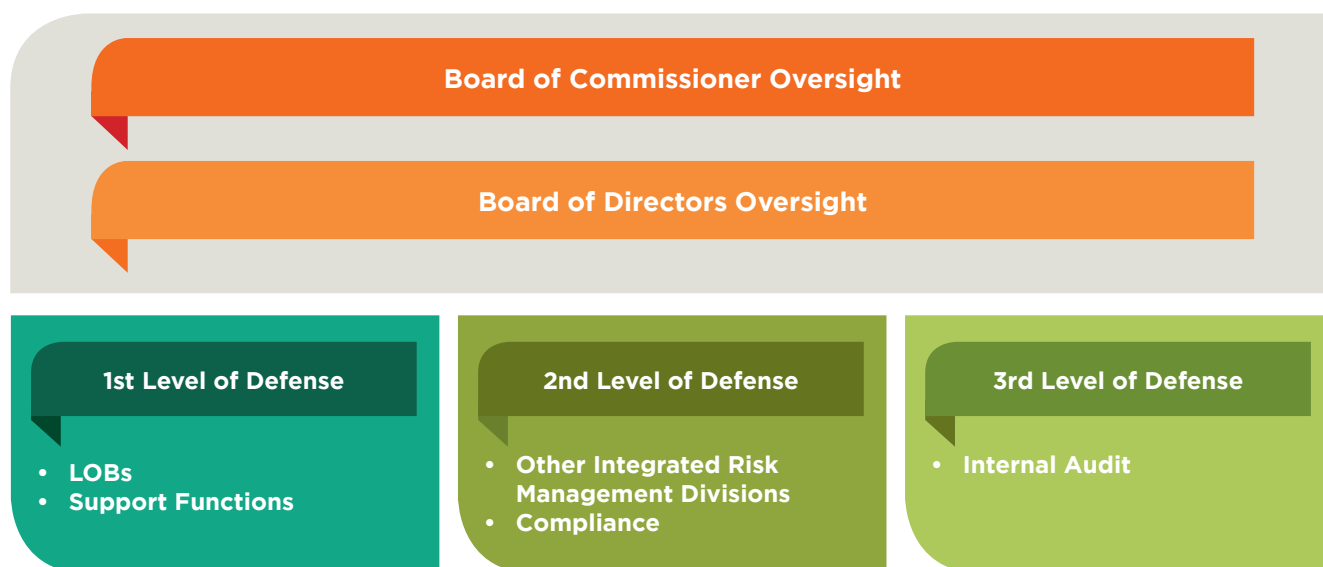 Board of Commissioner Oversight
Board of Directors Oversight
1st Level of Defense
• LOBs
• Support Functions
2nd Level of Defense
• Other Integrated Risk
Management Divisions
• Compliance
3rd Level of Defense
• Internal Audit